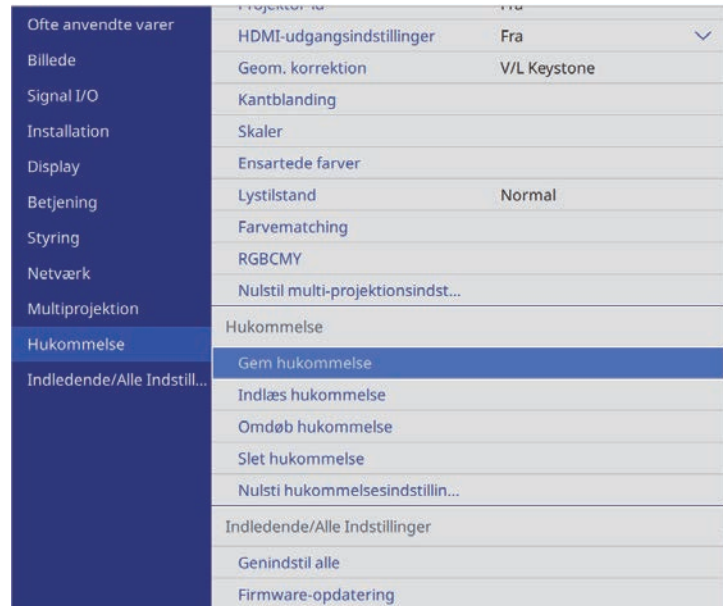 Ofte anvendte varer
Billede
Signal I/O
Installation
Display
Betjening
Styring
Netværk
Multiprojektion
Hukommelse
Indledende/Alle Indstill...
HDMI-udgangsindstillinger Fra
Geom. korrektion V/L Keystone
Kantblanding
Skaler
Ensartede farver
Lystilstand Normal
Farvematching
RGBCMY
Nulstil multi-projektionsindst...
Hukommelse
Gem hukommelse
Indlæs hukommelse
Omdøb hukommelse
Slet hukommelse
Nulsti hukommelsesindstillin...
Indledende/Alle Indstillinger
Genindstil alle
Firmware-opdatering